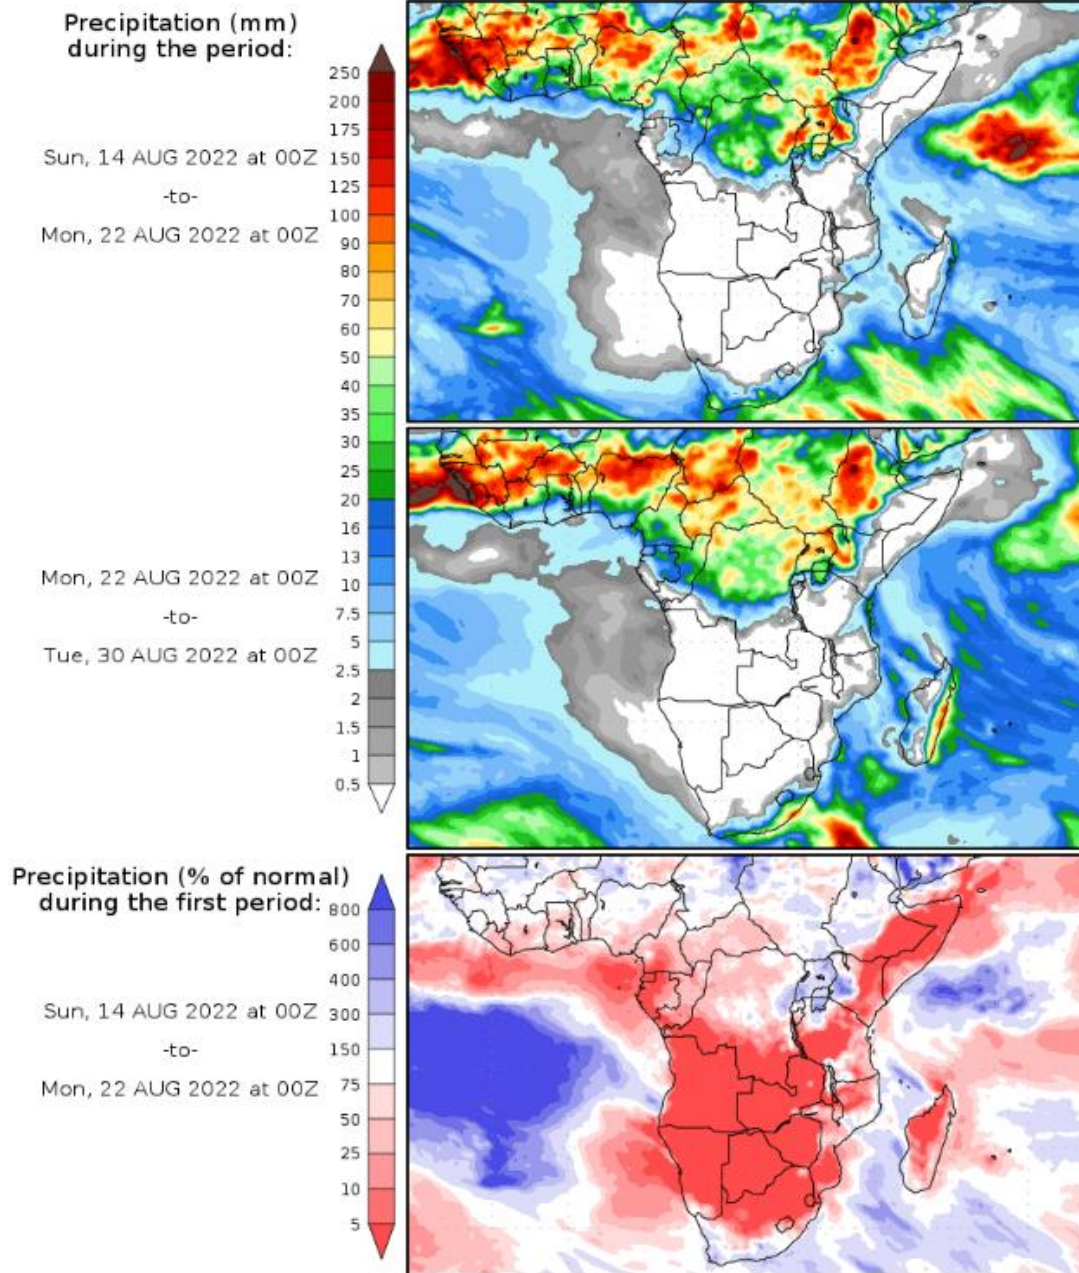 Precipitation (mm)
during the period:
Sun, 14 AUG 2022 at 00Z
-to-
Mon, 22 AUG 2022 at 00Z
250
200
175
150
125
100
90
80
70
60
50
40
35
30
25
20
16
13
10
7.5
5
2.5
2
1.5
1
0.5
Mon, 22 AUG 2022 at 00Z
-to-
Tue, 30 AUG 2022 at 00Z
Precipitation (% of normal)
during the first period:
Sun, 14 AUG 2022 at 00Z
-to-
Mon, 22 AUG 2022 at 00Z
800
600
400
300
150
75
50
25
10
5